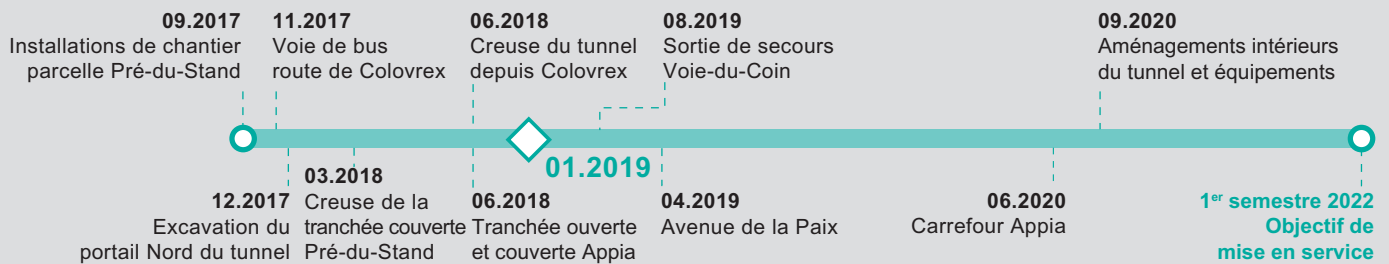 09.2017
Installations de chantier
parcelle Pré-du-Stand
11.2017
Voie de bus
route de Colovrex
06.2018
Creuse du tunnel
depuis Colovrex
08.2019
Sortie de secours
Voie-du-Coin
09.2020
Aménagements intérieurs
du tunnel et équipements
01.2019
12.2017
Excavation du
portail Nord du tunnel
03.2018
Creuse de la
tranchée couverte
Pré-du-Stand
06.2018
Tranchée ouverte
et couverte Appia
04.2019
Avenue de la Paix
06.2020
Carrefour Appia
1er semestre 2022
Objectif de
mise en service